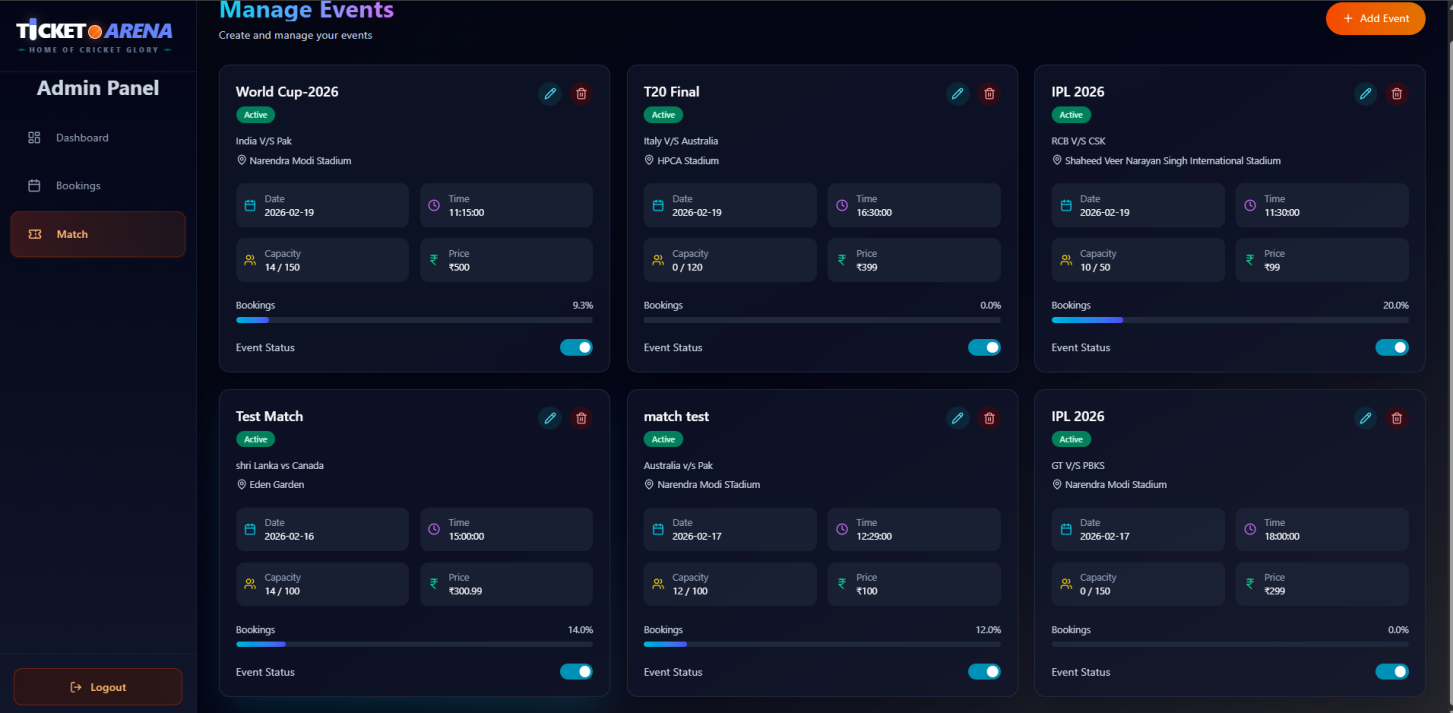 TICKET ARENA
HOME OF CRICKET GLORY
Admin Panel
Dashboard
Bookings
Match
Logout
Manage Events
Create and manage your events
+ Add Event
World Cup-2026
Active
India V/S Pak
Narendra Modi Stadium
Date
2026-02-19
Time
11:15:00
Capacity
14 / 150
Price
₹500
Bookings 9.3%
Event Status
T20 Final
Active
Italy V/S Australia
HPCA Stadium
Date
2026-02-19
Time
16:30:00
Capacity
0 / 120
Price
₹399
Bookings 0.0%
Event Status
IPL 2026
Active
RCB V/S CSK
Shaheed Veer Narayan Singh International Stadium
Date
2026-02-19
Time
11:30:00
Capacity
10 / 50
Price
₹99
Bookings 20.0%
Event Status
Test Match
Active
shri Lanka vs Canada
Eden Garden
Date
2026-02-16
Time
15:00:00
Capacity
14 / 100
Price
₹300.99
Bookings 14.0%
Event Status
match test
Active
Australia v/s Pak
Narendra Modi STadium
Date
2026-02-17
Time
12:29:00
Capacity
12 / 100
Price
₹100
Bookings 12.0%
Event Status
IPL 2026
Active
GT V/S PBKS
Narendra Modi Stadium
Date
2026-02-17
Time
18:00:00
Capacity
0 / 150
Price
₹299
Bookings 0.0%
Event Status